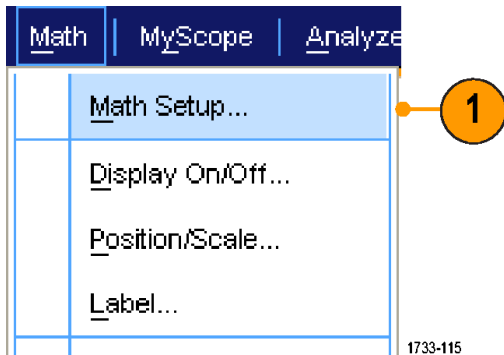 Math | MyScope | Analyze
Math Setup...
1
Display On/Off...
Position/Scale...
Label...
1733-115